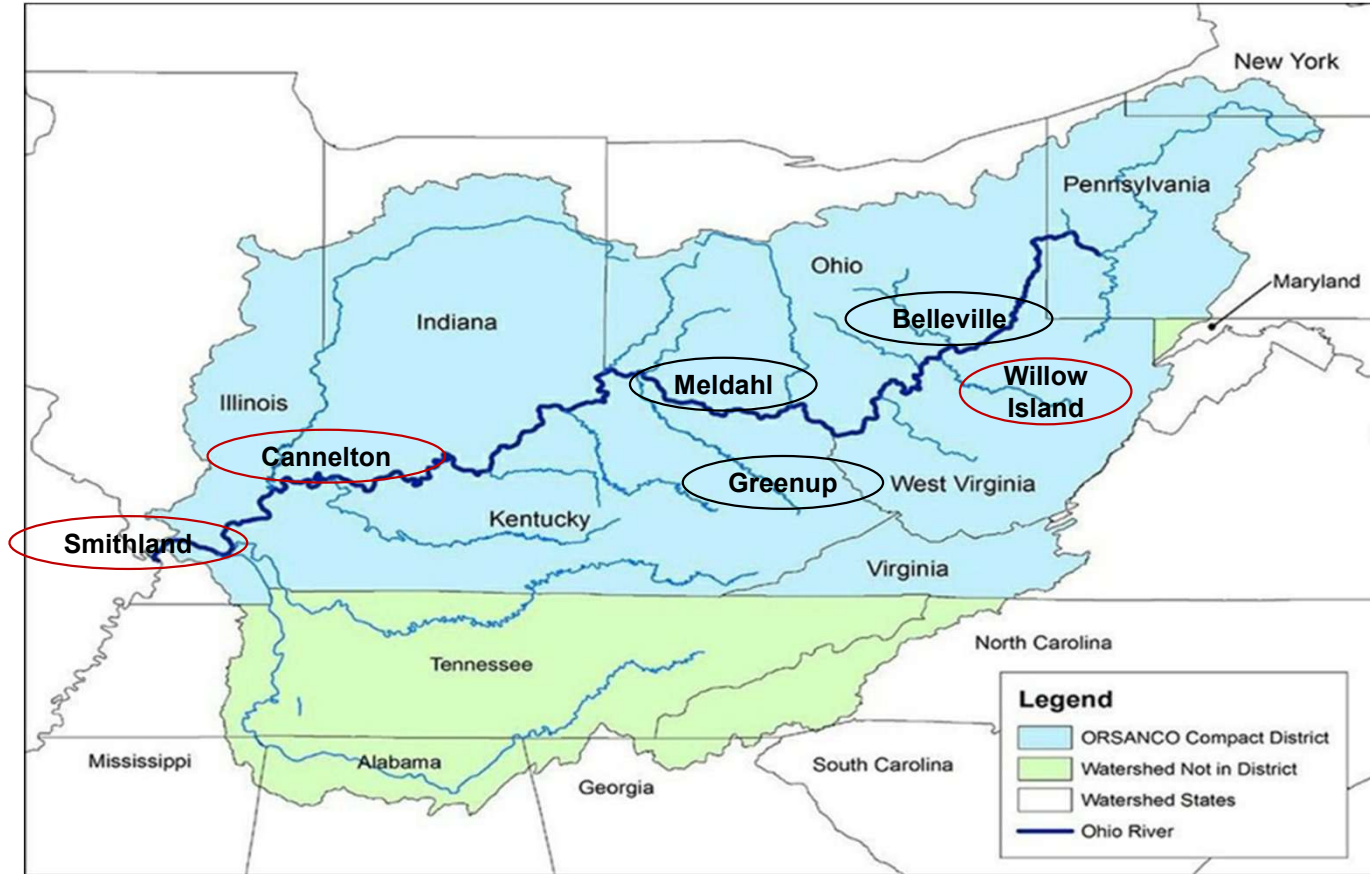 New York
Pennsylvania
Ohio
Maryland
Belleville
Indiana
Meldahl
Willow
Island
Illinois
Cannelton
Greenup
West Virginia
Kentucky
Smithland
Virginia
North Carolina
Tennessee
Mississippi
Alabama
Georgia
South Carolina
Legend
ORSANCO Compact District
Watershed Not in District
Watershed States
Ohio River